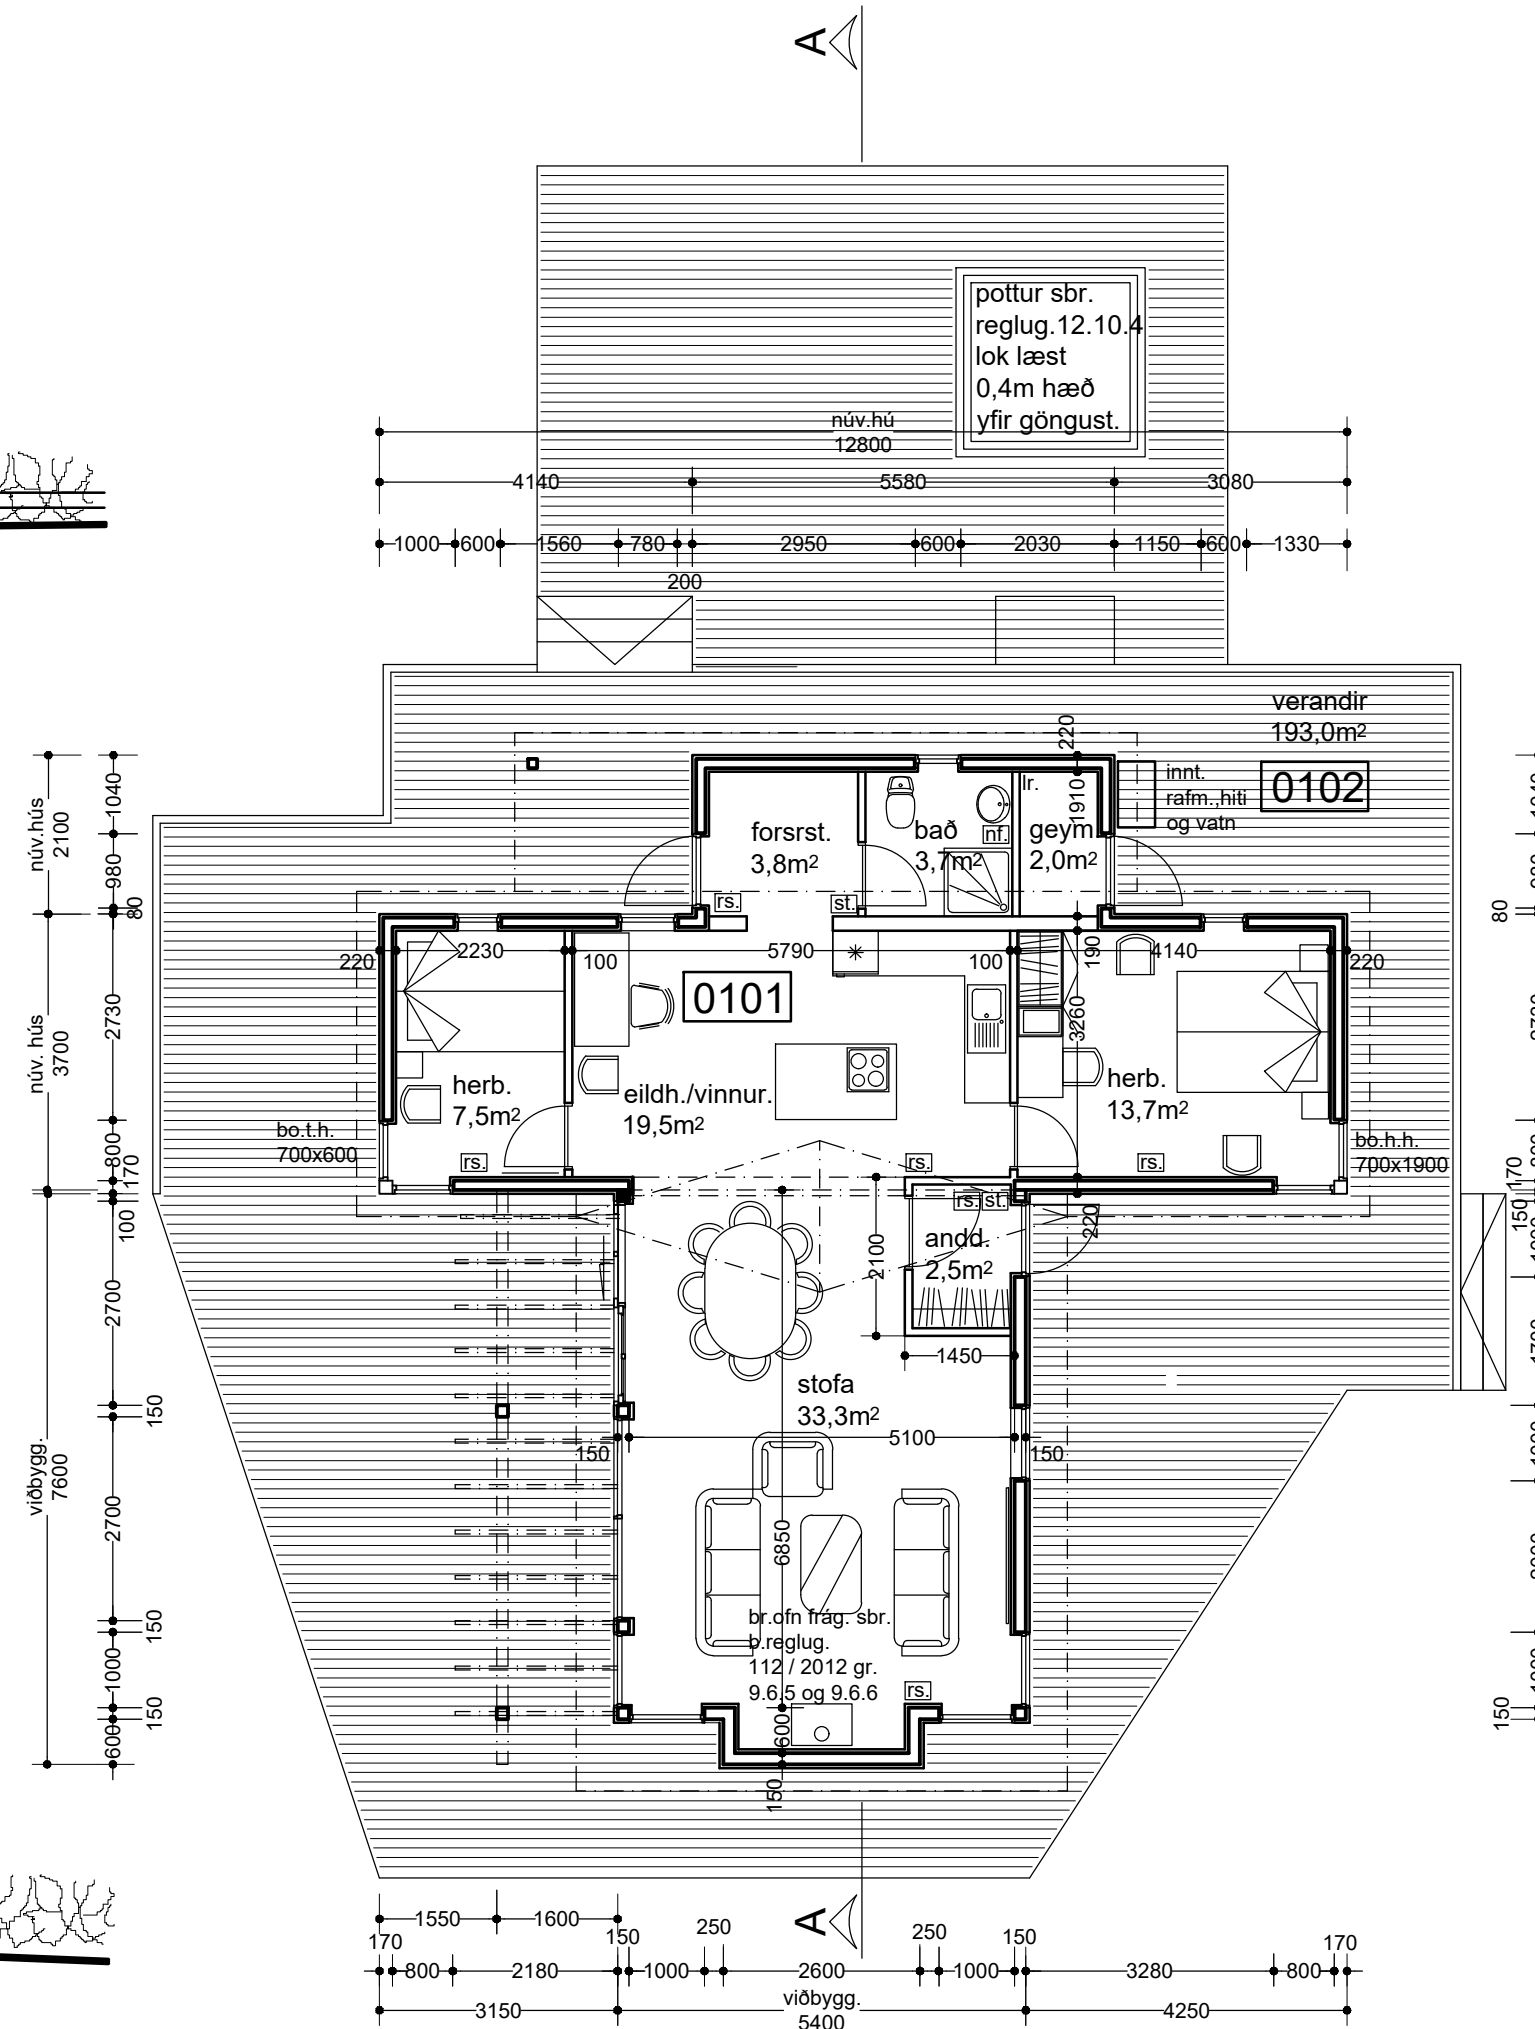 A
pottur sbr.
reglug.12.10.4
lok læst
0,4m hæð
yfir göngust.
núv.hú
12800
4140 5580 3080
1000 600 1560 780 2950 600 2030 1150 600 1330
200
verandir
193,0m²
innt.
rafm.,hiti
og vatn
0102
núv.hús
2100
1040
980
80
220
1910
lr.
forsrst.
3,8m²
bað
3,7m²
nf.
geym
2,0m²
rs.
st.
80
220 2230 100 5790 100 190 4140 220
0101
núv. hús
3700
2730
3260
herb.
7,5m²
eildh./vinnur.
19,5m²
herb.
13,7m²
bo.t.h.
700x600
bo.h.h.
700x1900
800
170
rs.
rs.
rs.
170
150
100
rs. st.
andd.
2,5m²
220
2100
1450
viðbygg.
7600
2700
150
2700
150
1000
150
600
stofa
33,3m²
150 5100 150
6850
br.ofn frág. sbr.
b.reglug.
112 / 2012 gr.
9.6.5 og 9.6.6
rs.
600
150
150
A
1550 1600
170 800 2180 150 1000 250 2600 250 1000 150 3280 800 170
3150
viðbygg.
5400
4250